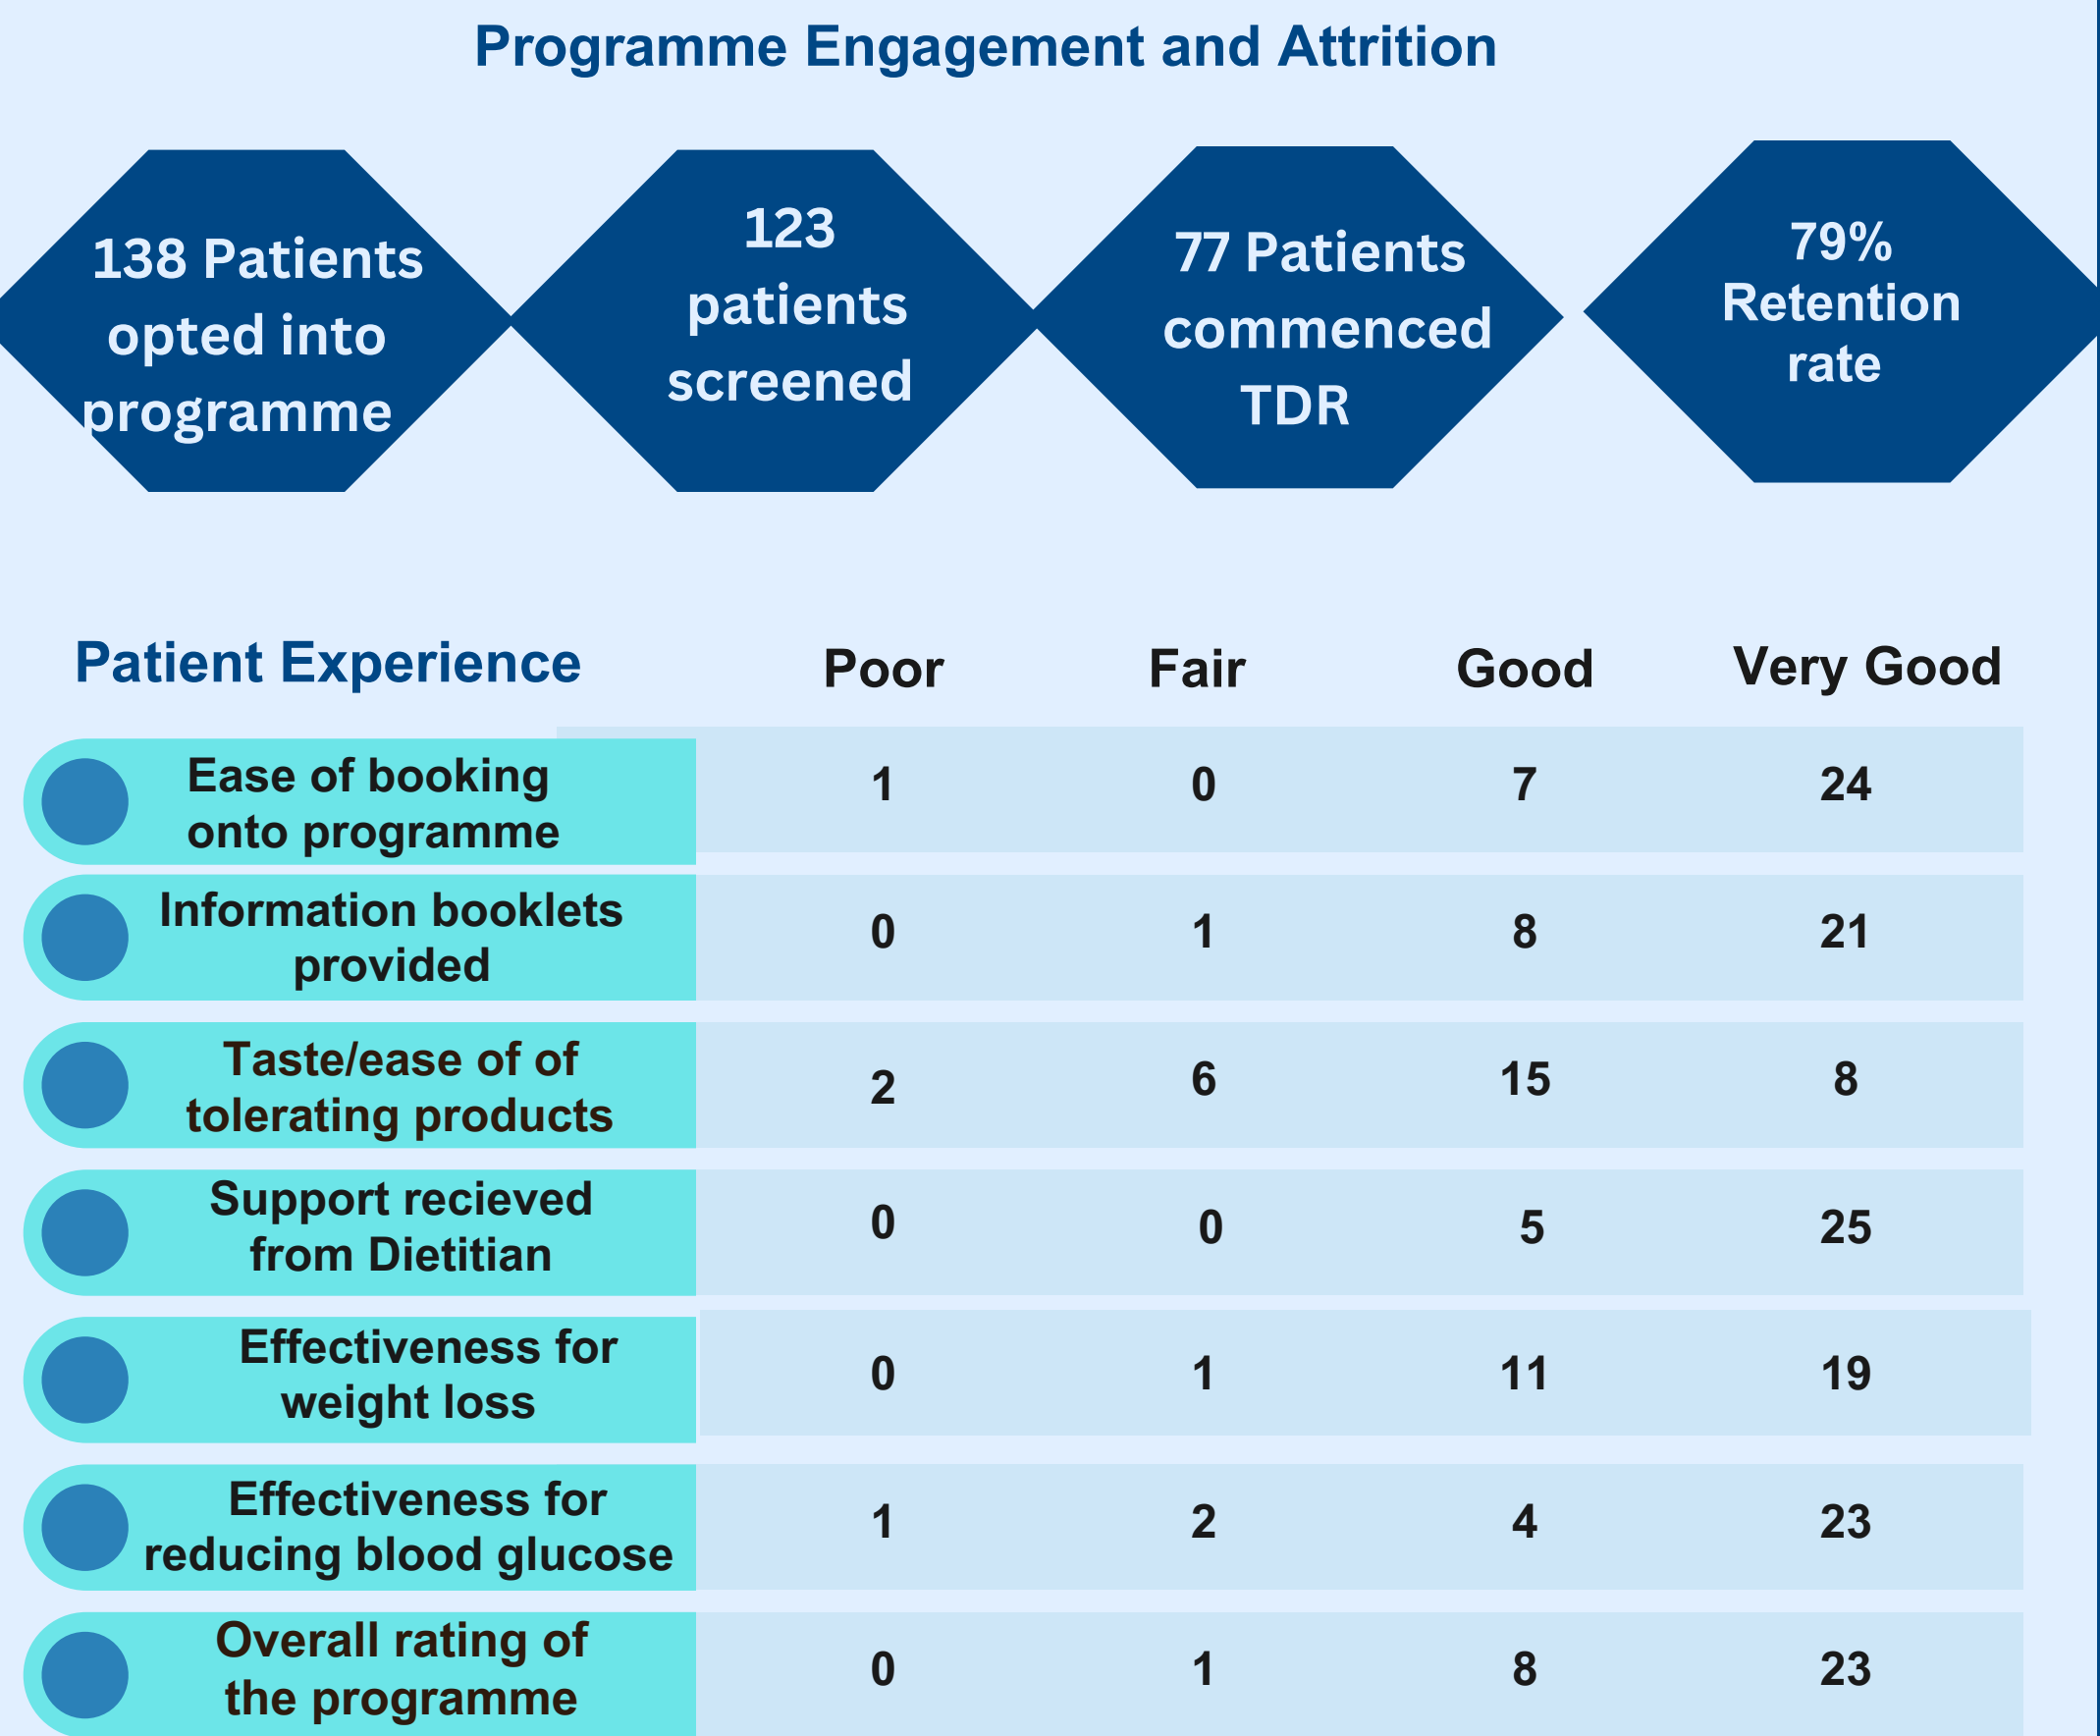 Programme Engagement and Attrition
138 Patients
opted into
programme
123
patients
screened
77 Patients
commenced
TDR
79%
Retention
rate
Patient Experience Poor Fair Good Very Good
Ease of booking
onto programme
1 0 7 24
Information booklets
provided
0 1 8 21
Taste/ease of of
tolerating products
2 6 15 8
Support recieved
from Dietitian
0 0 5 25
Effectiveness for
weight loss
0 1 11 19
Effectiveness for
reducing blood glucose
1 2 4 23
Overall rating of
the programme
0 1 8 23